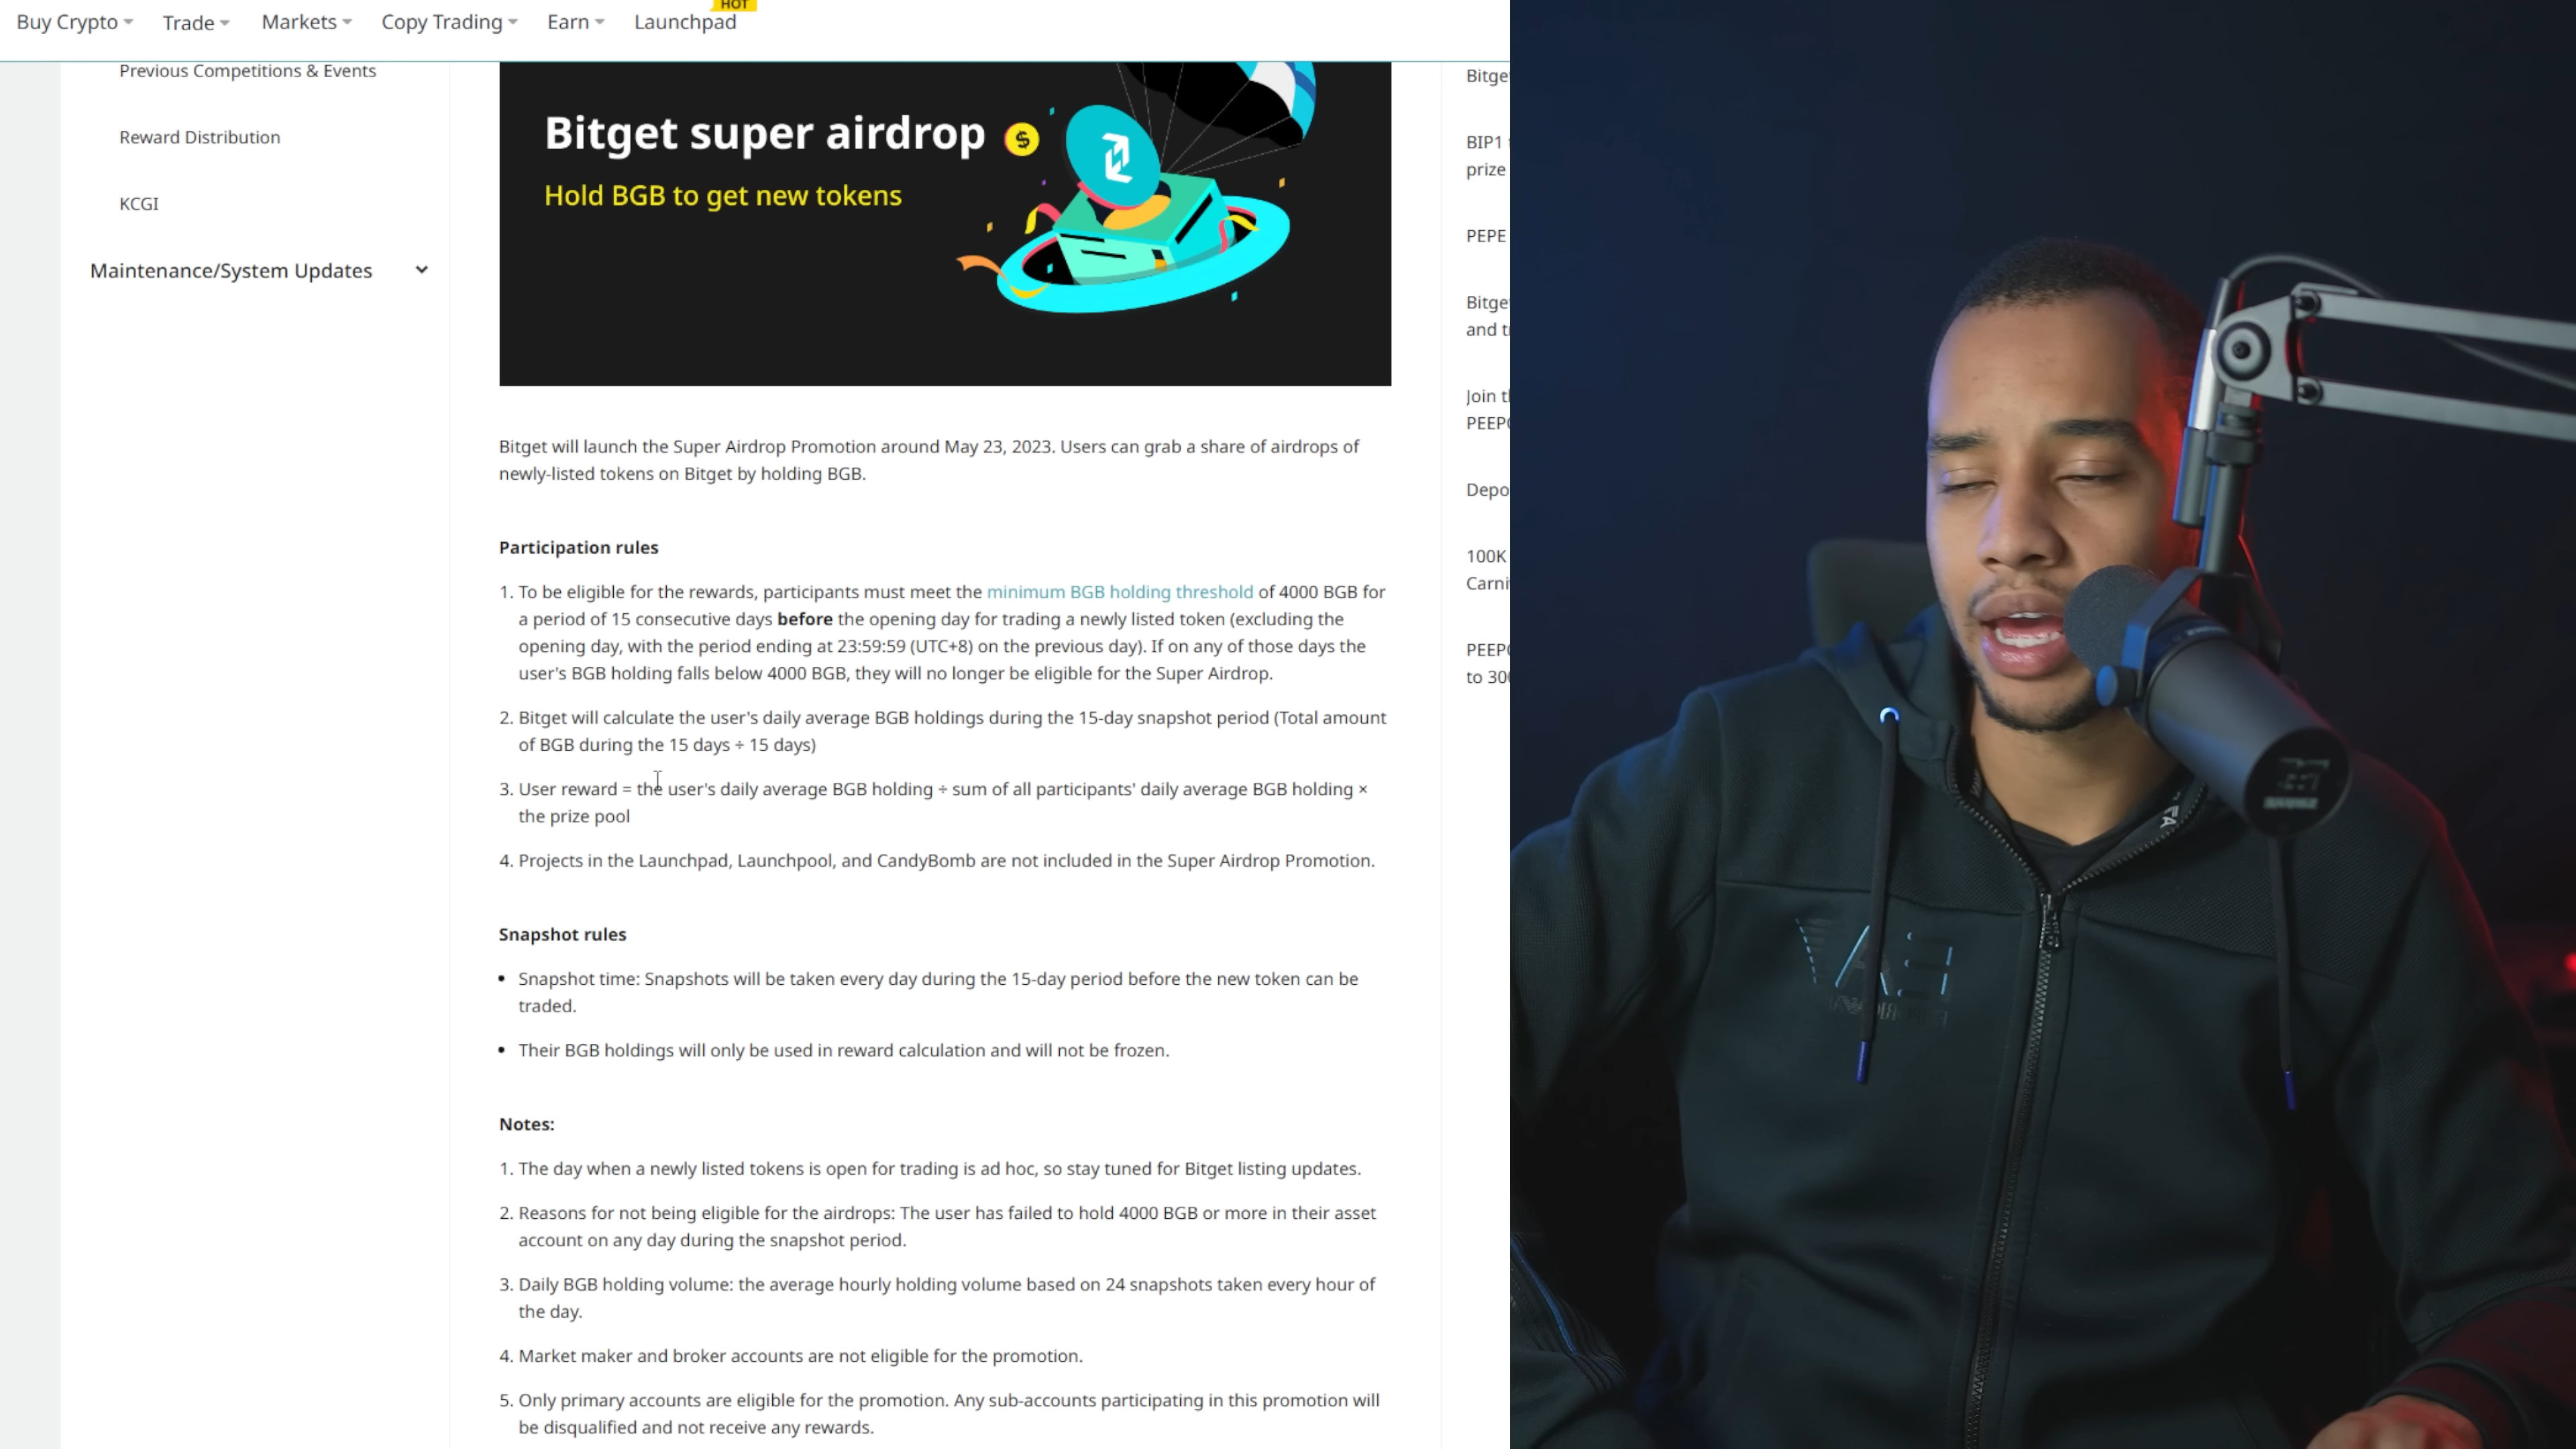 HOT
Buy Crypto Trade Markets Copy Trading Earn Launchpad
Previous Competitions & Events
Reward Distribution
KCGI
Maintenance/System Updates
Bitget super airdrop
Hold BGB to get new tokens
Bitget will launch the Super Airdrop Promotion around May 23, 2023. Users can grab a share of airdrops of
newly-listed tokens on Bitget by holding BGB.
Participation rules
1. To be eligible for the rewards, participants must meet the minimum BGB holding threshold of 4000 BGB for
a period of 15 consecutive days before the opening day for trading a newly listed token (excluding the
opening day, with the period ending at 23:59:59 (UTC+8) on the previous day). If on any of those days the
user's BGB holding falls below 4000 BGB, they will no longer be eligible for the Super Airdrop.
2. Bitget will calculate the user's daily average BGB holdings during the 15-day snapshot period (Total amount
of BGB during the 15 days ÷ 15 days)
3. User reward = the user's daily average BGB holding ÷ sum of all participants' daily average BGB holding ×
the prize pool
4. Projects in the Launchpad, Launchpool, and CandyBomb are not included in the Super Airdrop Promotion.
Snapshot rules
• Snapshot time: Snapshots will be taken every day during the 15-day period before the new token can be
traded.
• Their BGB holdings will only be used in reward calculation and will not be frozen.
Notes:
1. The day when a newly listed tokens is open for trading is ad hoc, so stay tuned for Bitget listing updates.
2. Reasons for not being eligible for the airdrops: The user has failed to hold 4000 BGB or more in their asset
account on any day during the snapshot period.
3. Daily BGB holding volume: the average hourly holding volume based on 24 snapshots taken every hour of
the day.
4. Market maker and broker accounts are not eligible for the promotion.
5. Only primary accounts are eligible for the promotion. Any sub-accounts participating in this promotion will
be disqualified and not receive any rewards.
Bitge
BIP1
prize
PEPE
Bitge
and t
Join t
PEEP
Depo
100K
Carni
PEEP
to 30